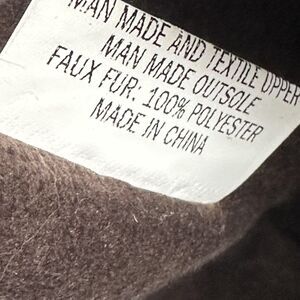 MAN MADE AND TEXTILE UPPER
MAN MADE OUTSOLE
FAUX FUR: 100% POLYESTER
MADE IN CHINA